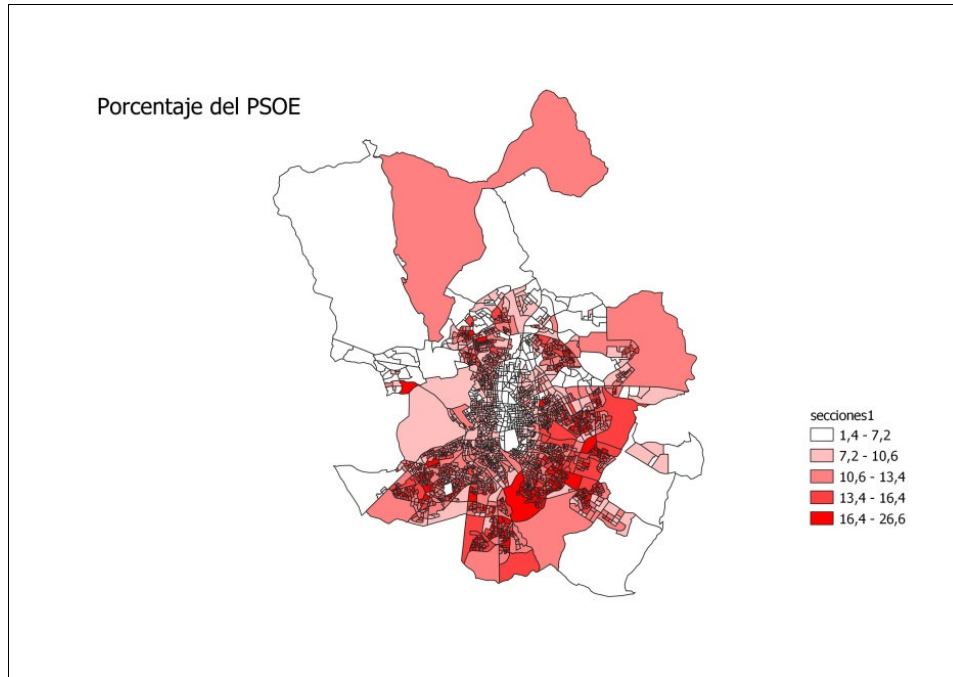 Porcentaje del PSOE
secciones1
1,4 - 7,2
7,2 - 10,6
10,6 - 13,4
13,4 - 16,4
16,4 - 26,6